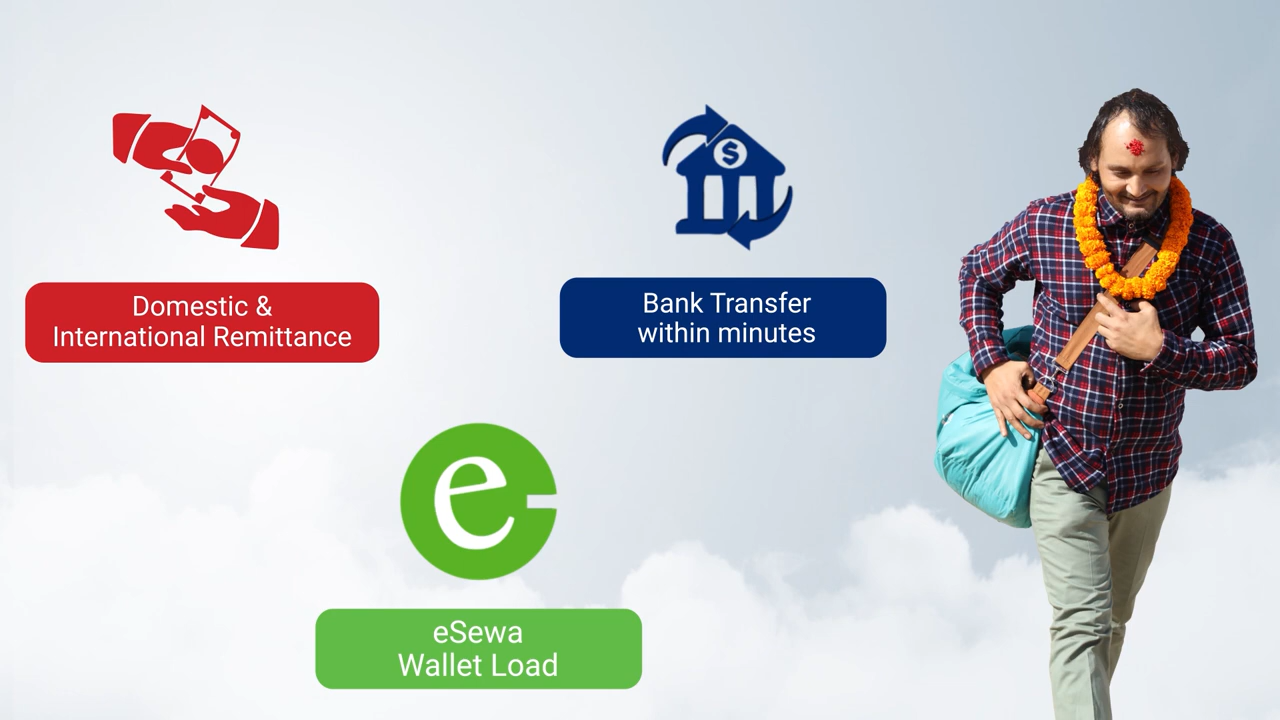 Domestic &
International Remittance
$
Bank Transfer
within minutes
e
eSewa
Wallet Load